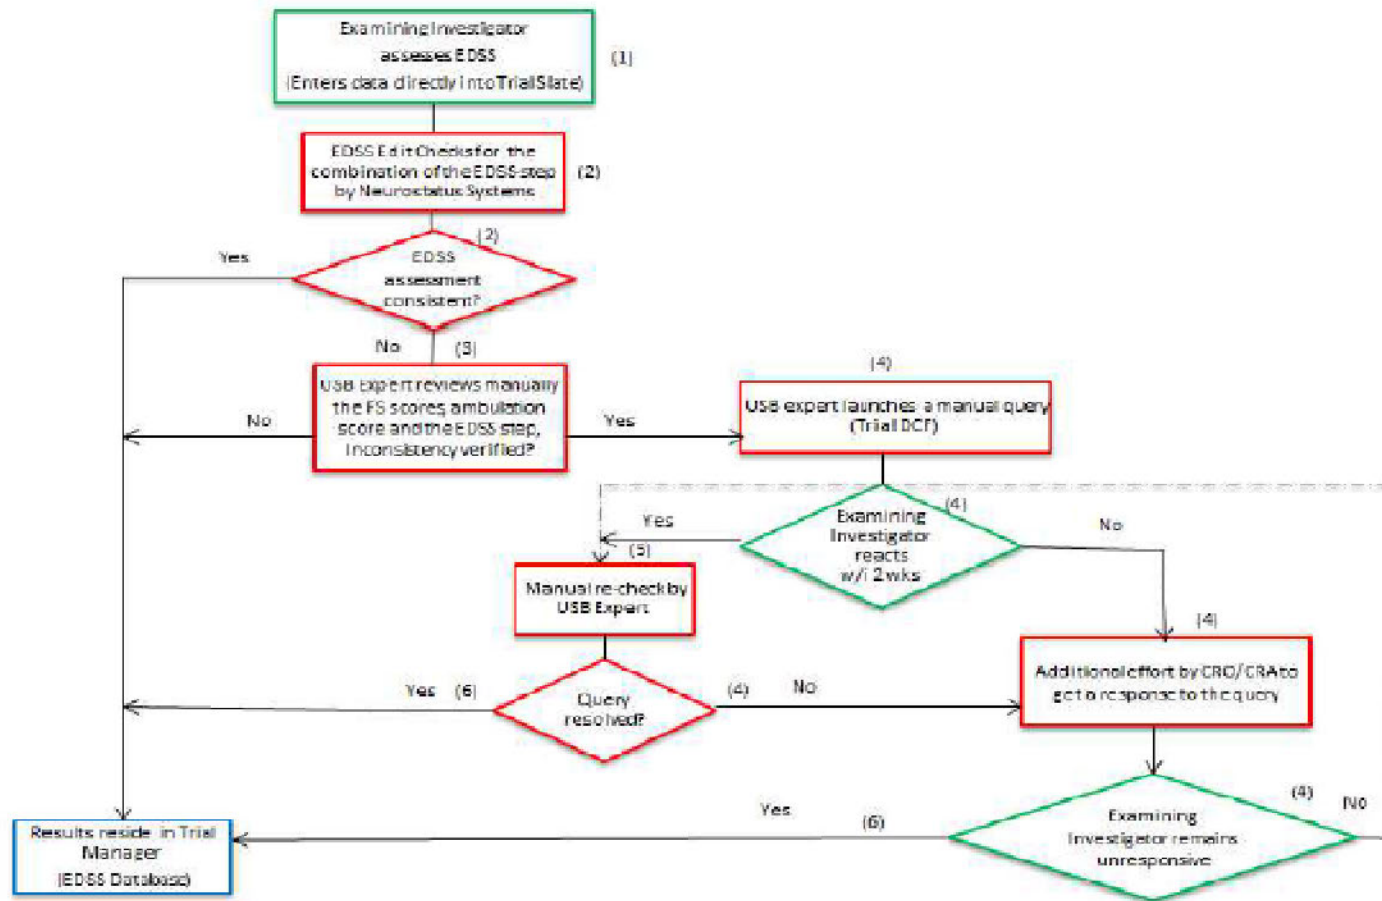 Examining Investigator
assesses EDSS
(Enters data directly into TrialSlate)
(1)
EDSS Edit Checks for the
combination of the EDSS-step
by Neurostatus Systems
(2)
(2)
Yes
EDSS
assessment
consistent?
No
(3)
USB Expert reviews manually
the FS scores, ambulation
score and the EDSS step,
Inconsistency verified?
No
Yes
(4)
USB expert launches a manual query
(Trial DCF)
(4)
Examining
Investigator
reacts
w/i 2 wks
Yes
No
(5)
Manual re-check by
USB Expert
(4)
Additional effort by CRO/CRA to
get a response to the query
Yes
(6)
Query
resolved?
(4)
No
Yes
(6)
Examining
Investigator remains
unresponsive
(4)
No
Results reside in Trial
Manager
(EDSS Database)